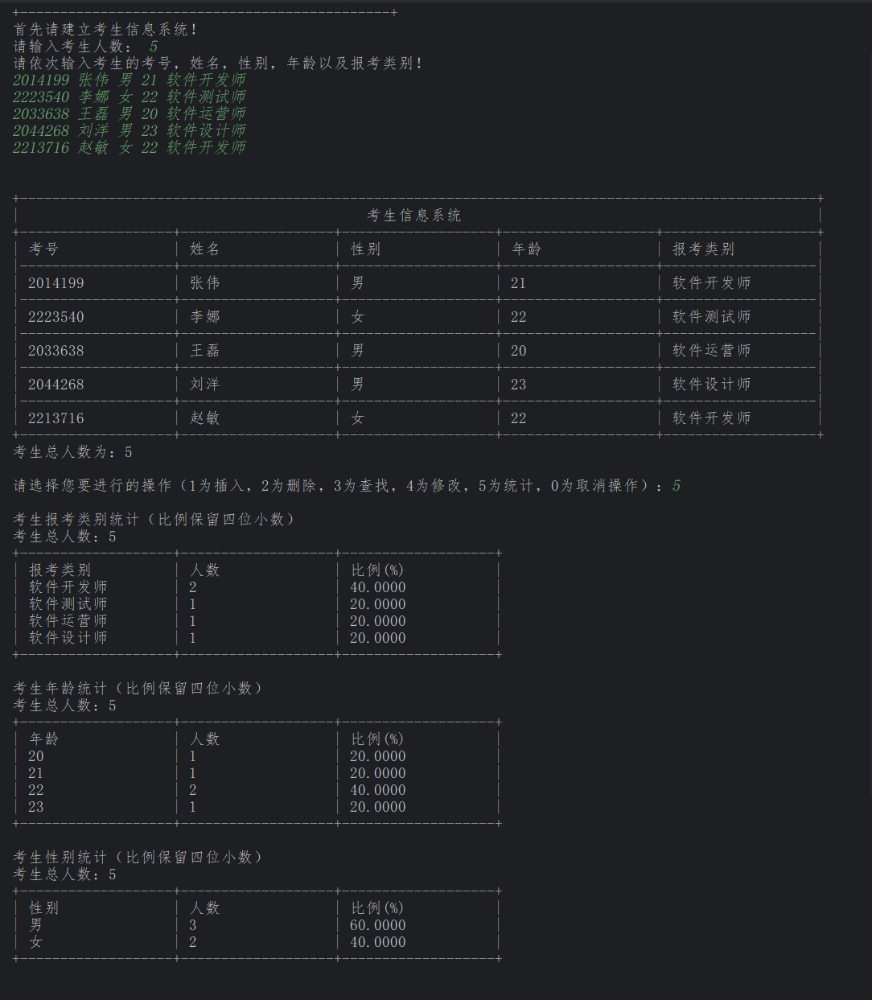 首先请建立考生信息系统！
请输入考生人数： 5
请依次输入考生的考号，姓名，性别，年龄以及报考类别！
2014199 张伟 男 21 软件开发师
2223540 李娜 女 22 软件测试师
2033638 王磊 男 20 软件运营师
2044268 刘洋 男 23 软件设计师
2213716 赵敏 女 22 软件开发师
考生信息系统
| 考号 | 姓名 | 性别 | 年龄 | 报考类别 |
| 2014199 | 张伟 | 男 | 21 | 软件开发师 |
| 2223540 | 李娜 | 女 | 22 | 软件测试师 |
| 2033638 | 王磊 | 男 | 20 | 软件运营师 |
| 2044268 | 刘洋 | 男 | 23 | 软件设计师 |
| 2213716 | 赵敏 | 女 | 22 | 软件开发师 |
考生总人数为：5
请选择您要进行的操作（1为插入，2为删除，3为查找，4为修改，5为统计，0为取消操作）：5
考生报考类别统计（比例保留四位小数）
考生总人数：5
| 报考类别 | 人数 | 比例(%) |
| 软件开发师 | 2 | 40.0000 |
| 软件测试师 | 1 | 20.0000 |
| 软件运营师 | 1 | 20.0000 |
| 软件设计师 | 1 | 20.0000 |
考生年龄统计（比例保留四位小数）
考生总人数：5
| 年龄 | 人数 | 比例(%) |
| 20 | 1 | 20.0000 |
| 21 | 1 | 20.0000 |
| 22 | 2 | 40.0000 |
| 23 | 1 | 20.0000 |
考生性别统计（比例保留四位小数）
考生总人数：5
| 性别 | 人数 | 比例(%) |
| 男 | 3 | 60.0000 |
| 女 | 2 | 40.0000 |